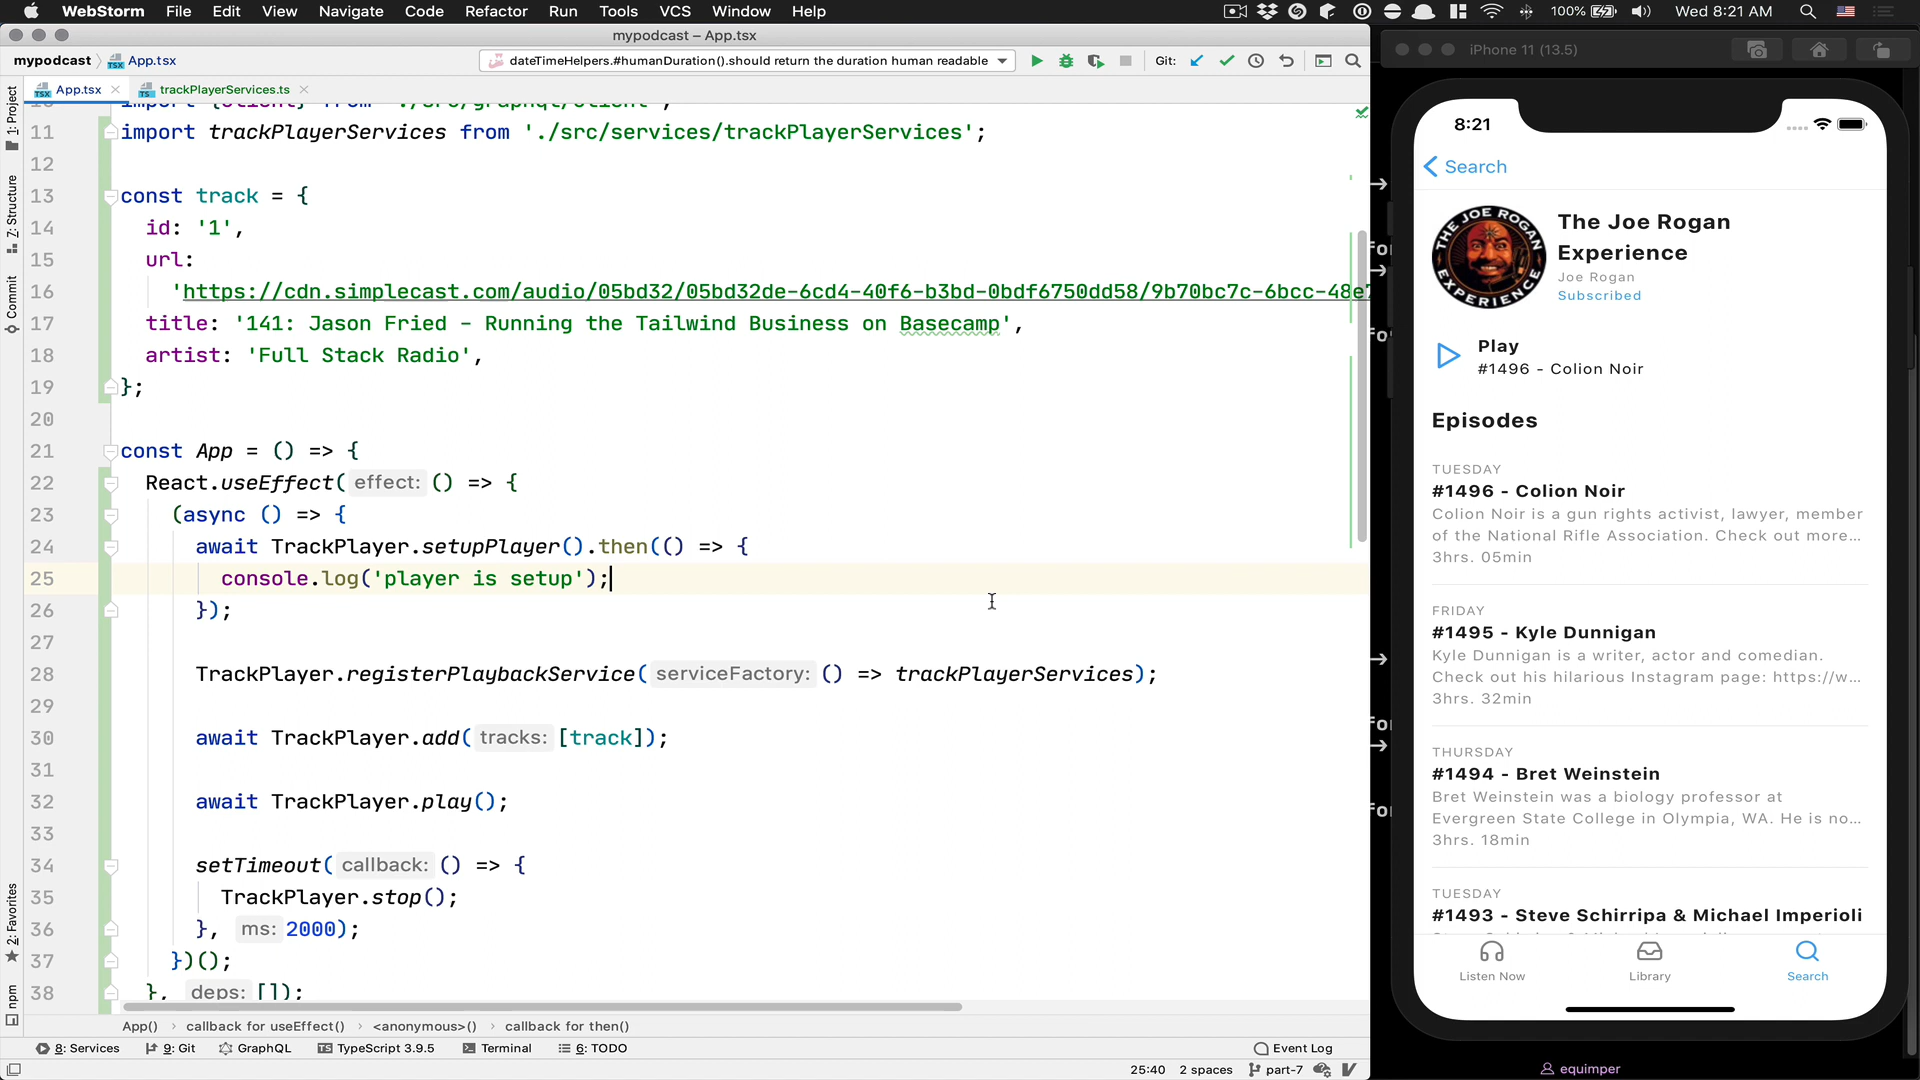 WebStorm File Edit View Navigate Code Refactor Run Tools VCS Window Help 100% Wed 8:21 AM
mypodcast – App.tsx
mypodcast App.tsx dateTimeHelpers.#humanDuration().should return the duration human readable Git:
App.tsx trackPlayerServices.ts
11 import trackPlayerServices from './src/services/trackPlayerServices';
12
13 const track = {
14 id: '1',
15 url:
16 'https://cdn.simplecast.com/audio/05bd32/05bd32de-6cd4-40f6-b3bd-0bdf6750dd58/9b70bc7c-6bcc-48e7
17 title: '141: Jason Fried - Running the Tailwind Business on Basecamp',
18 artist: 'Full Stack Radio',
19 };
20
21 const App = () => {
22 React.useEffect( effect: () => {
23 (async () => {
24 await TrackPlayer.setupPlayer().then(() => {
25 console.log('player is setup');
26 });
27
28 TrackPlayer.registerPlaybackService( serviceFactory: () => trackPlayerServices);
29
30 await TrackPlayer.add( tracks: [track]);
31
32 await TrackPlayer.play();
33
34 setTimeout( callback: () => {
35 TrackPlayer.stop();
36 }, ms: 2000);
37 })();
38 }, deps: []);
1: Project
7: Structure
Commit
2: Favorites
npm
App() callback for useEffect() <anonymous>() callback for then()
8: Services 9: Git GraphQL TypeScript 3.9.5 Terminal 6: TODO Event Log
25:40 2 spaces part-7
iPhone 11 (13.5)
8:21
Search
THE JOE ROGAN EXPERIENCE
The Joe Rogan
Experience
Joe Rogan
Subscribed
Play
#1496 - Colion Noir
Episodes
TUESDAY
#1496 - Colion Noir
Colion Noir is a gun rights activist, lawyer, member
of the National Rifle Association. Check out more...
3hrs. 05min
FRIDAY
#1495 - Kyle Dunnigan
Kyle Dunnigan is a writer, actor and comedian.
Check out his hilarious Instagram page: https://w...
3hrs. 32min
THURSDAY
#1494 - Bret Weinstein
Bret Weinstein was a biology professor at
Evergreen State College in Olympia, WA. He is no...
3hrs. 18min
TUESDAY
#1493 - Steve Schirripa & Michael Imperioli
Listen Now Library Search
equimper